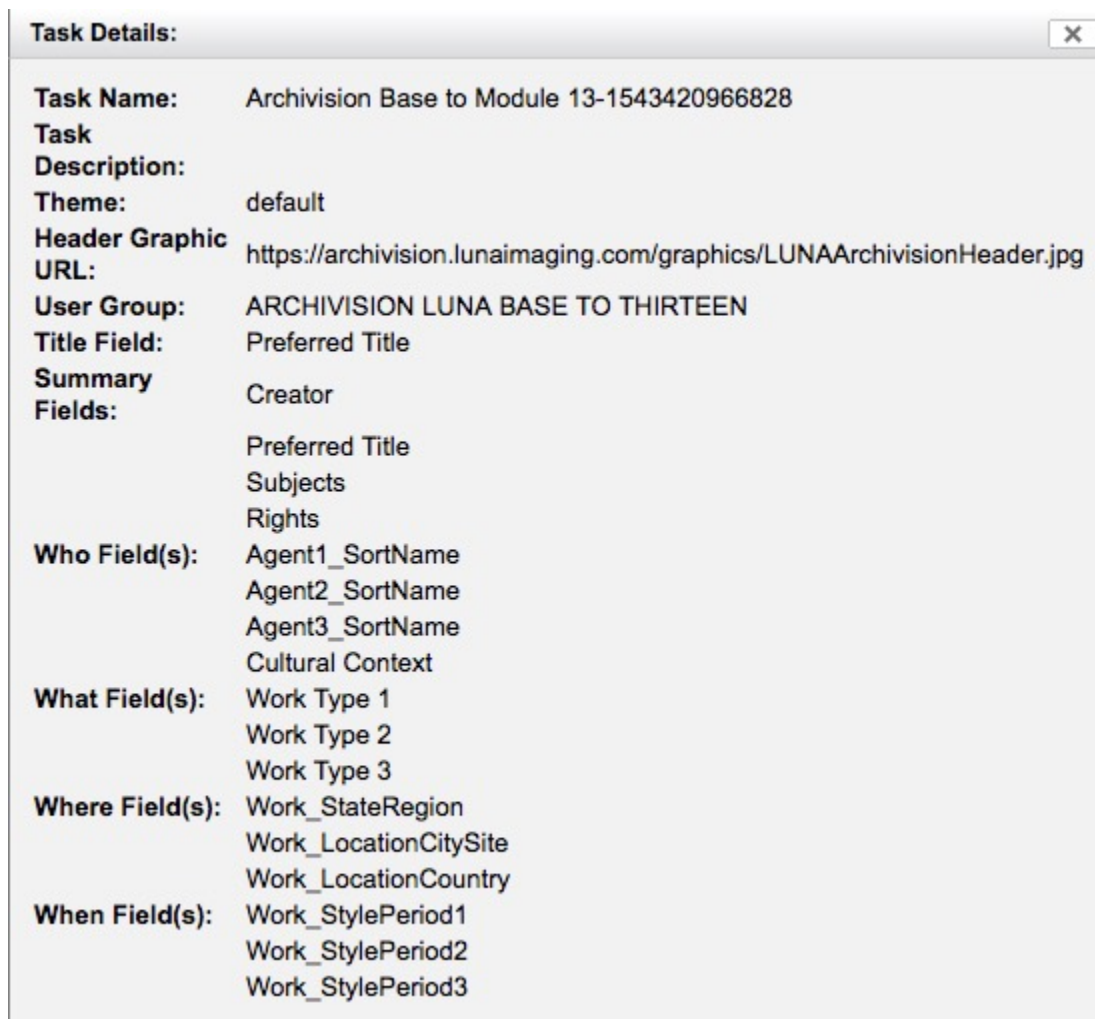 Task Details:
Task Name: Archivision Base to Module 13-1543420966828
Task
Description:
Theme: default
Header Graphic
URL: https://archivision.lunaimaging.com/graphics/LUNAArchivisionHeader.jpg
User Group: ARCHIVISION LUNA BASE TO THIRTEEN
Title Field: Preferred Title
Summary
Fields: Creator
Preferred Title
Subjects
Rights
Who Field(s): Agent1_SortName
Agent2_SortName
Agent3_SortName
Cultural Context
What Field(s): Work Type 1
Work Type 2
Work Type 3
Where Field(s): Work_StateRegion
Work_LocationCitySite
Work_LocationCountry
When Field(s): Work_StylePeriod1
Work_StylePeriod2
Work_StylePeriod3